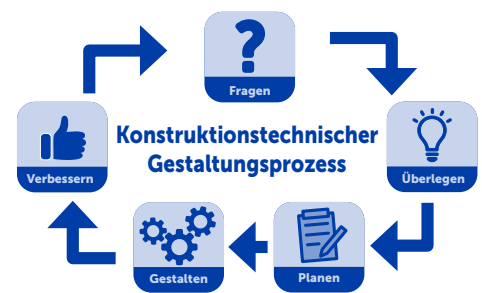 Fragen
Konstruktionstechnischer
Gestaltungsprozess
Verbessern
Überlegen
Gestalten
Planen